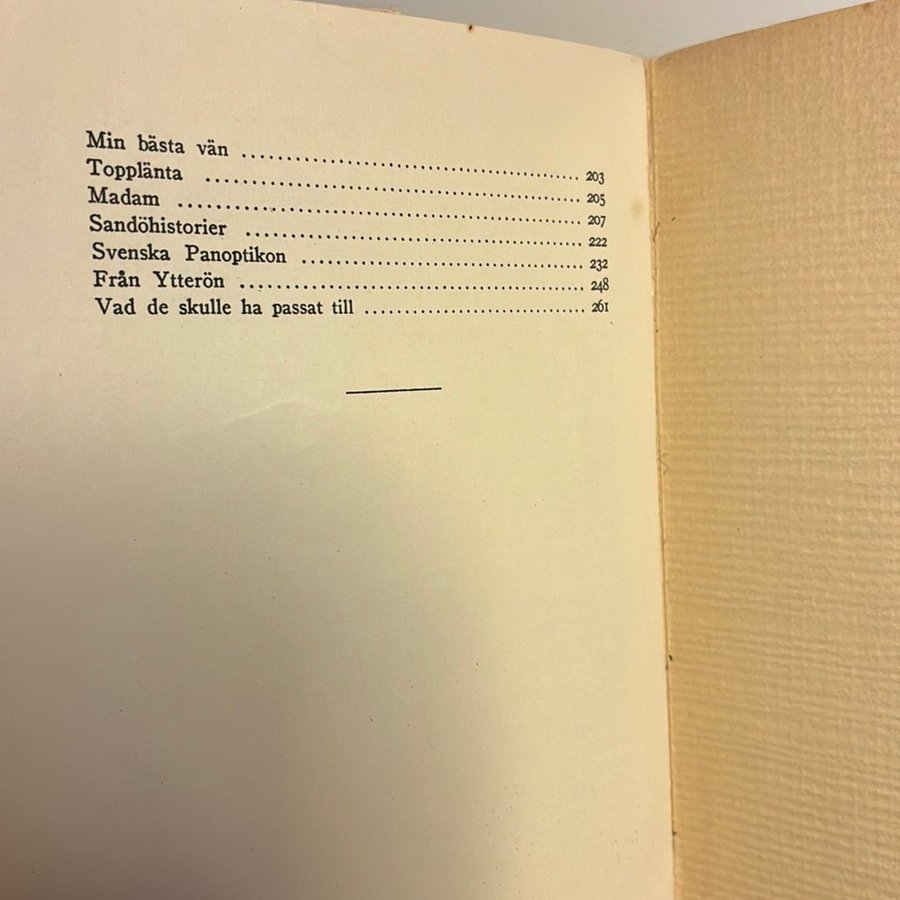 Min bästa vän ........................................ 203
Topplänta ........................................ 205
Madam ........................................ 207
Sandöhistorier ........................................ 222
Svenska Panoptikon ........................................ 232
Från Ytterön ........................................ 248
Vad de skulle ha passat till .............................. 261